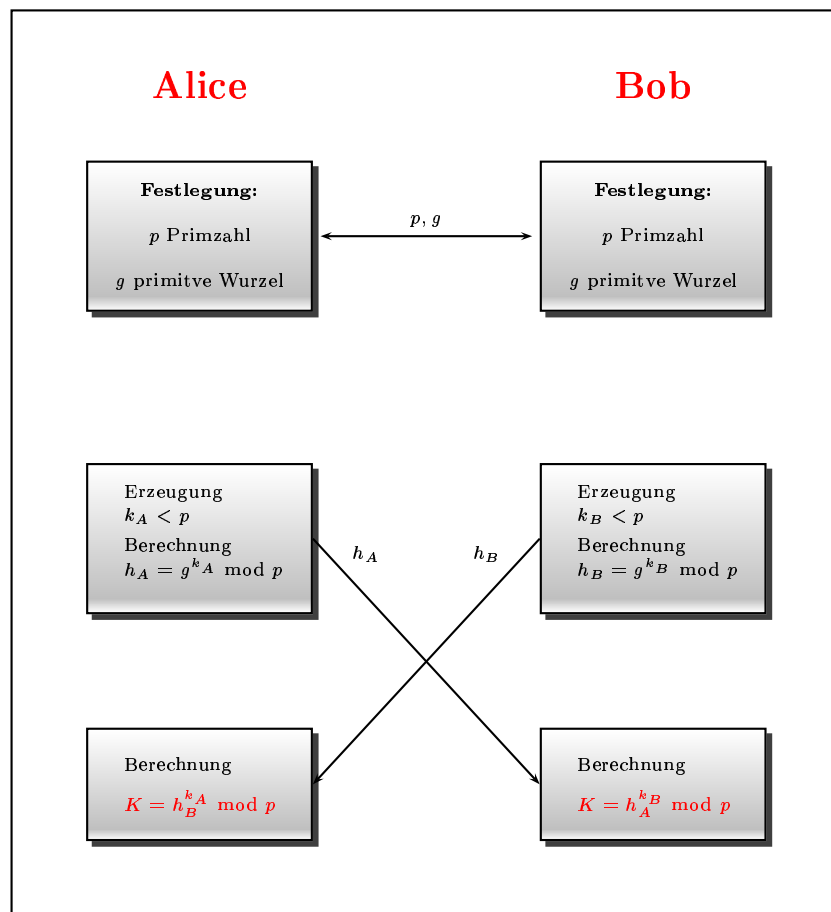 Alice
Bob
Festlegung:
p Primzahl
g primitve Wurzel
p, g
Festlegung:
p Primzahl
g primitve Wurzel
Erzeugung
k_A < p
Berechnung
h_A = g^{k_A} mod p
h_A
h_B
Erzeugung
k_B < p
Berechnung
h_B = g^{k_B} mod p
Berechnung
K = h_B^{k_A} mod p
Berechnung
K = h_A^{k_B} mod p